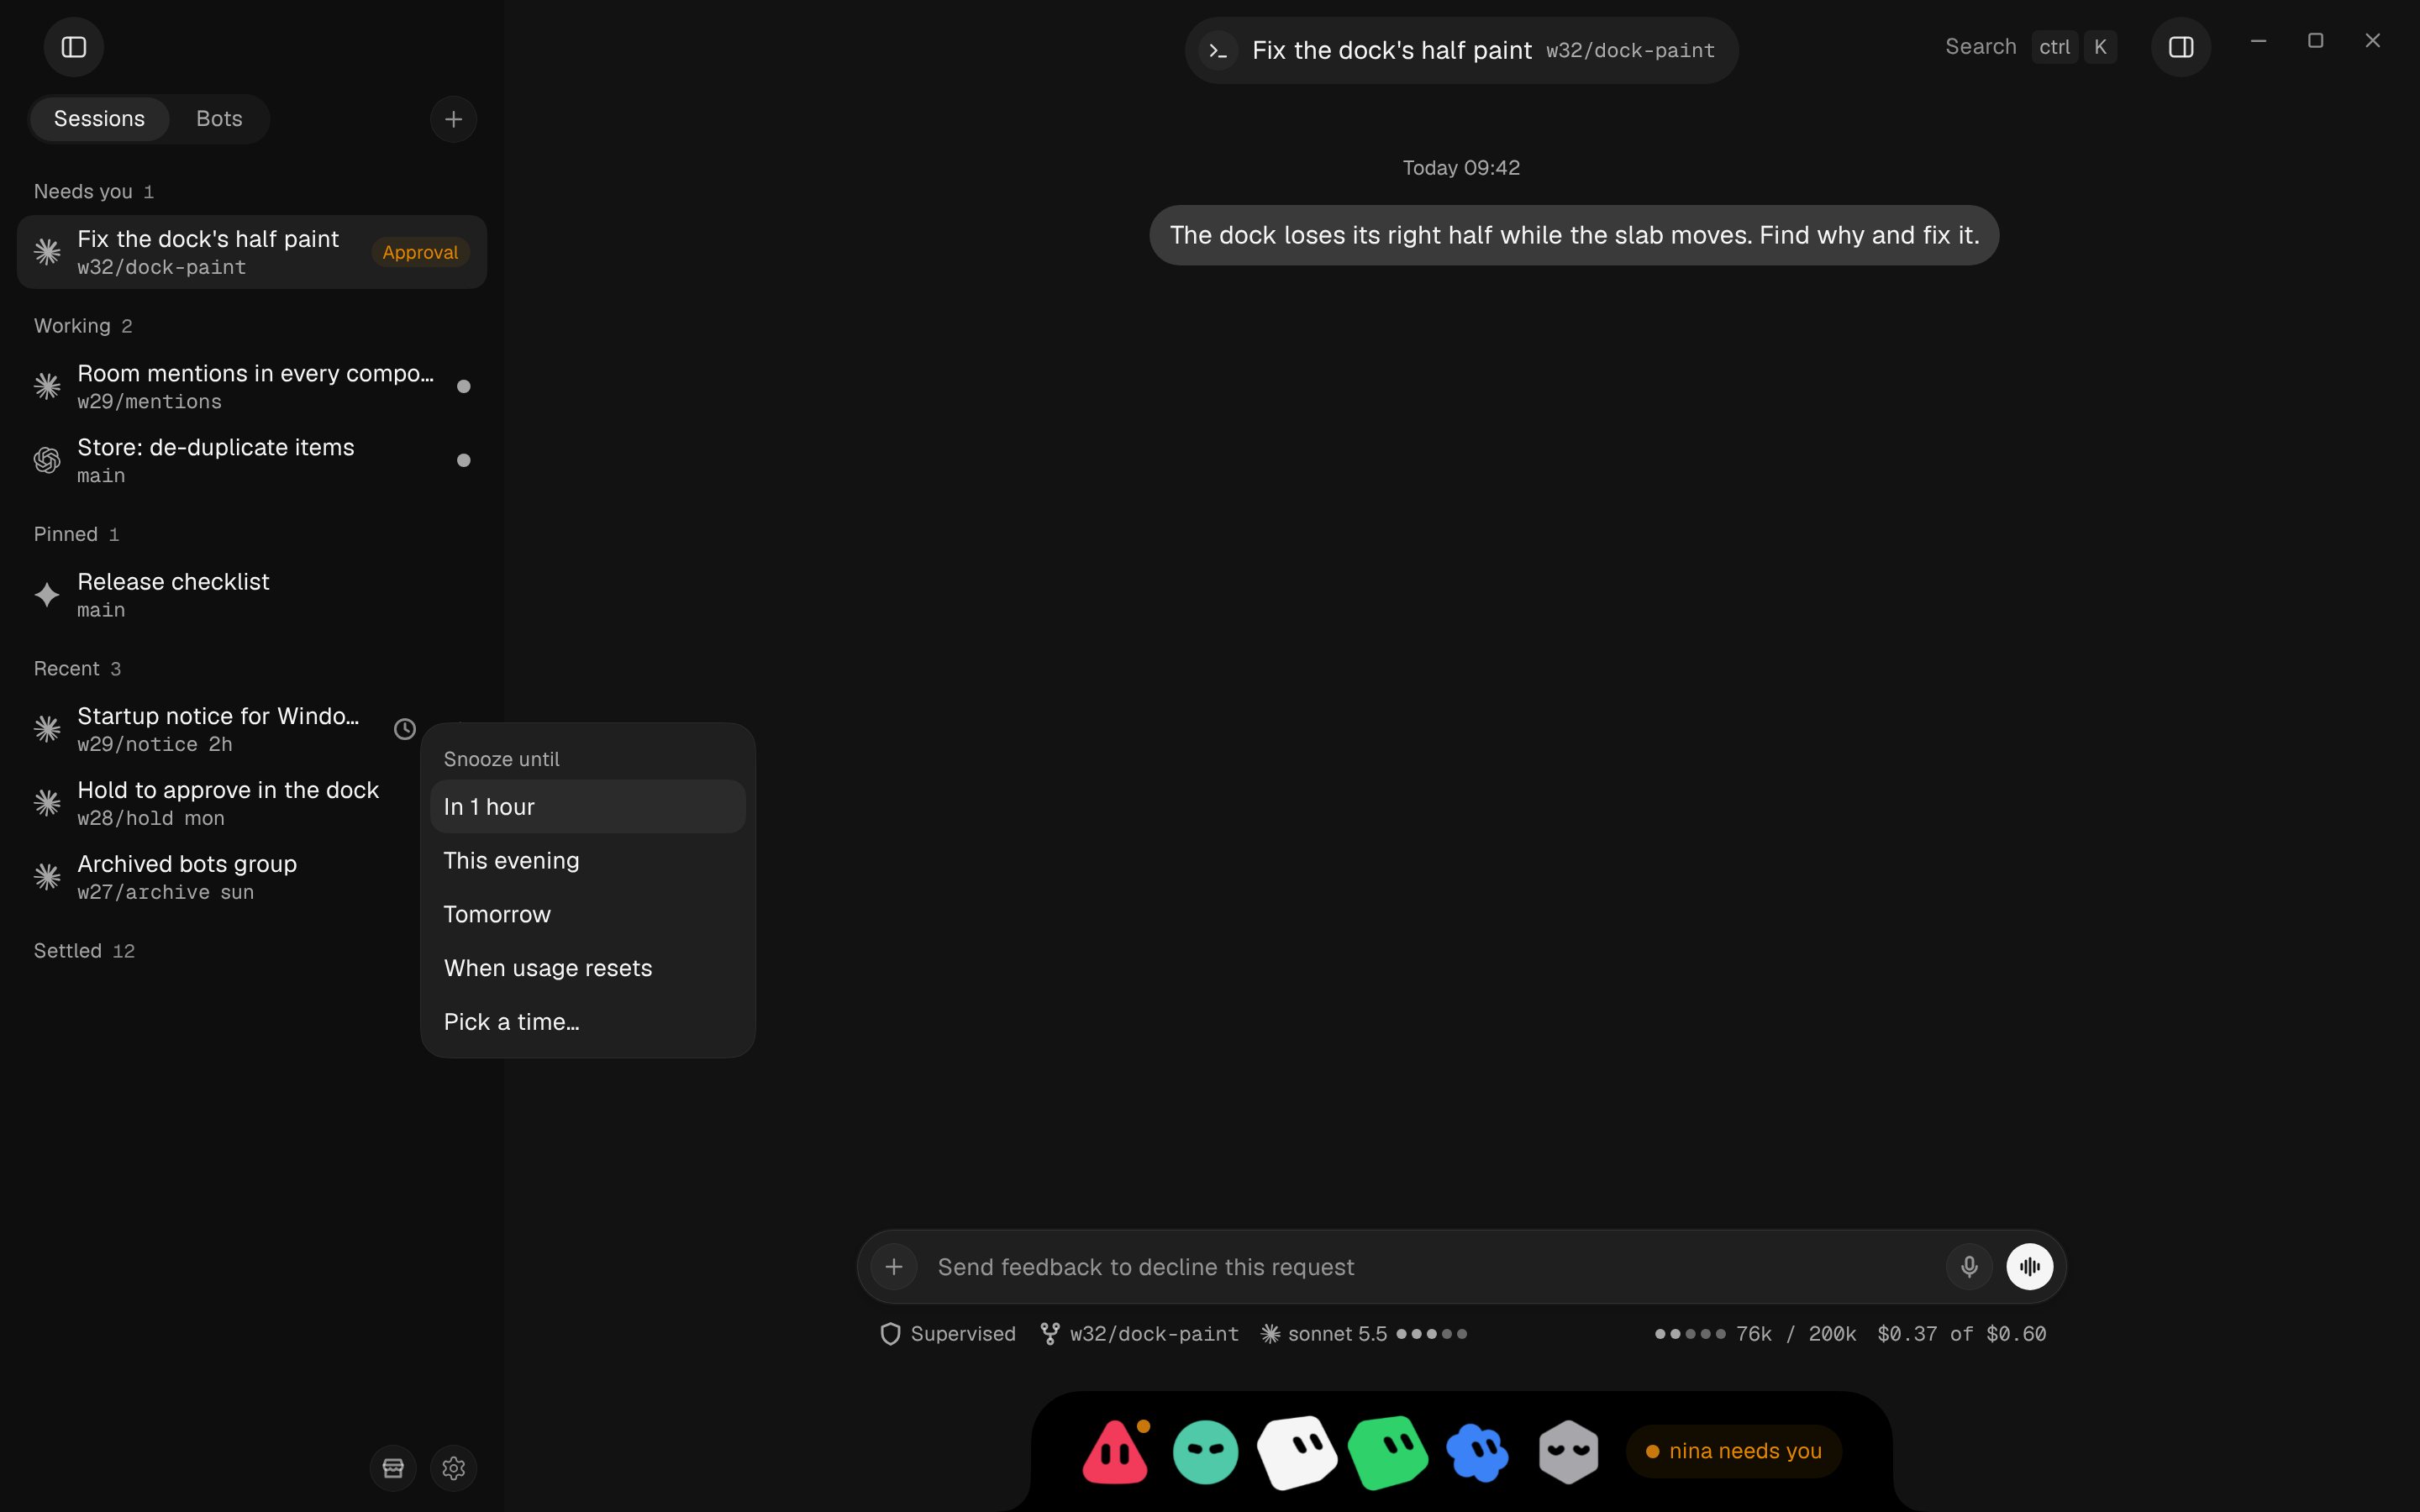 Fix the dock's half paint w32/dock-paint
Search ctrl K
Sessions Bots
Today 09:42
Needes you 1
Fix the dock's half paint
w32/dock-paint
Approval
The dock loses its right half while the slab moves. Find why and fix it.
Working 2
Room mentions in every compo…
w29/mentions
Store: de-duplicate items
main
Pinned 1
Release checklist
main
Recent 3
Startup notice for Windo…
w29/notice 2h
Hold to approve in the dock
w28/hold mon
Archived bots group
w27/archive sun
Settled 12
Snooze until
In 1 hour
This evening
Tomorrow
When usage resets
Pick a time…
Send feedback to decline this request
Supervised w32/dock-paint sonnet 5.5 76k / 200k $0.37 of $0.60
nina needs you